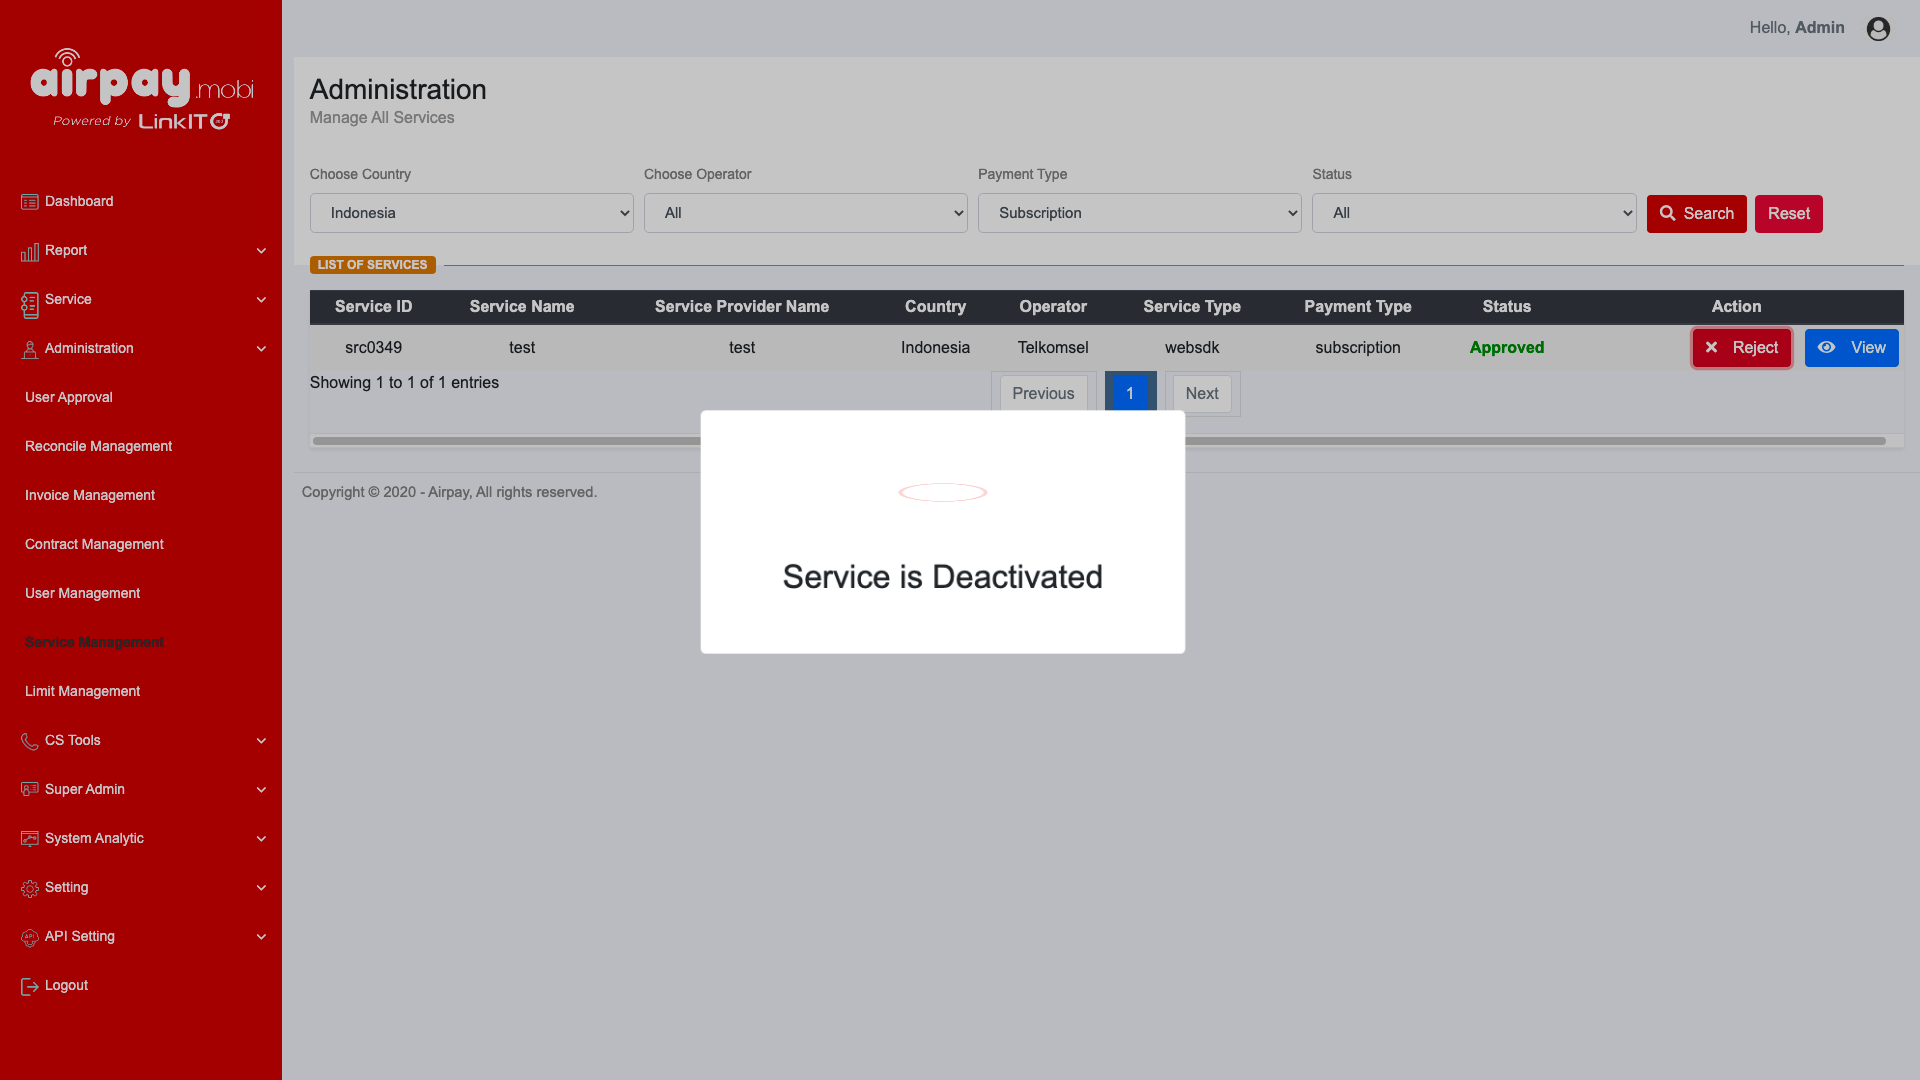 airpay.mobi
Powered by LinkIT
Hello, Admin
Administration
Manage All Services
Choose Country
Choose Operator
Payment Type
Status
Indonesia
All
Subscription
All
Search
Reset
LIST OF SERVICES
Service ID Service Name Service Provider Name Country Operator Service Type Payment Type Status Action
src0349 test test Indonesia Telkomsel websdk subscription Approved Reject View
Showing 1 to 1 of 1 entries
Previous 1 Next
Service is Deactivated
Copyright © 2020 - Airpay, All rights reserved.
Dashboard
Report
Service
Administration
User Approval
Reconcile Management
Invoice Management
Contract Management
User Management
Service Management
Limit Management
CS Tools
Super Admin
System Analytic
Setting
API Setting
Logout